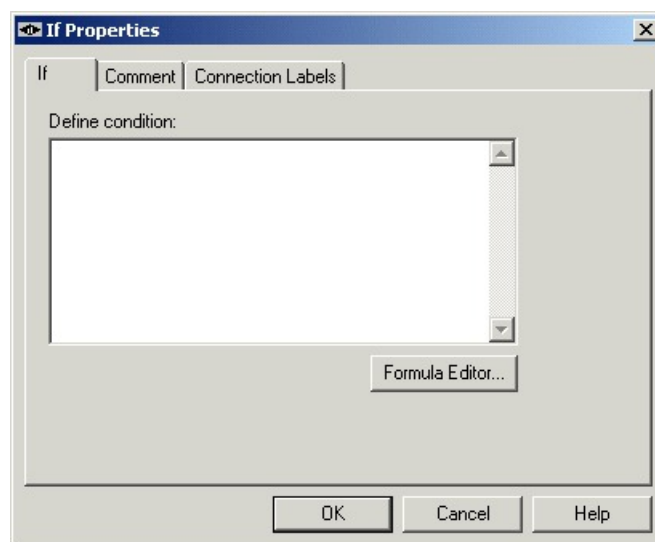 If Properties
If Comment Connection Labels
Define condition:
Formula Editor...
OK Cancel Help